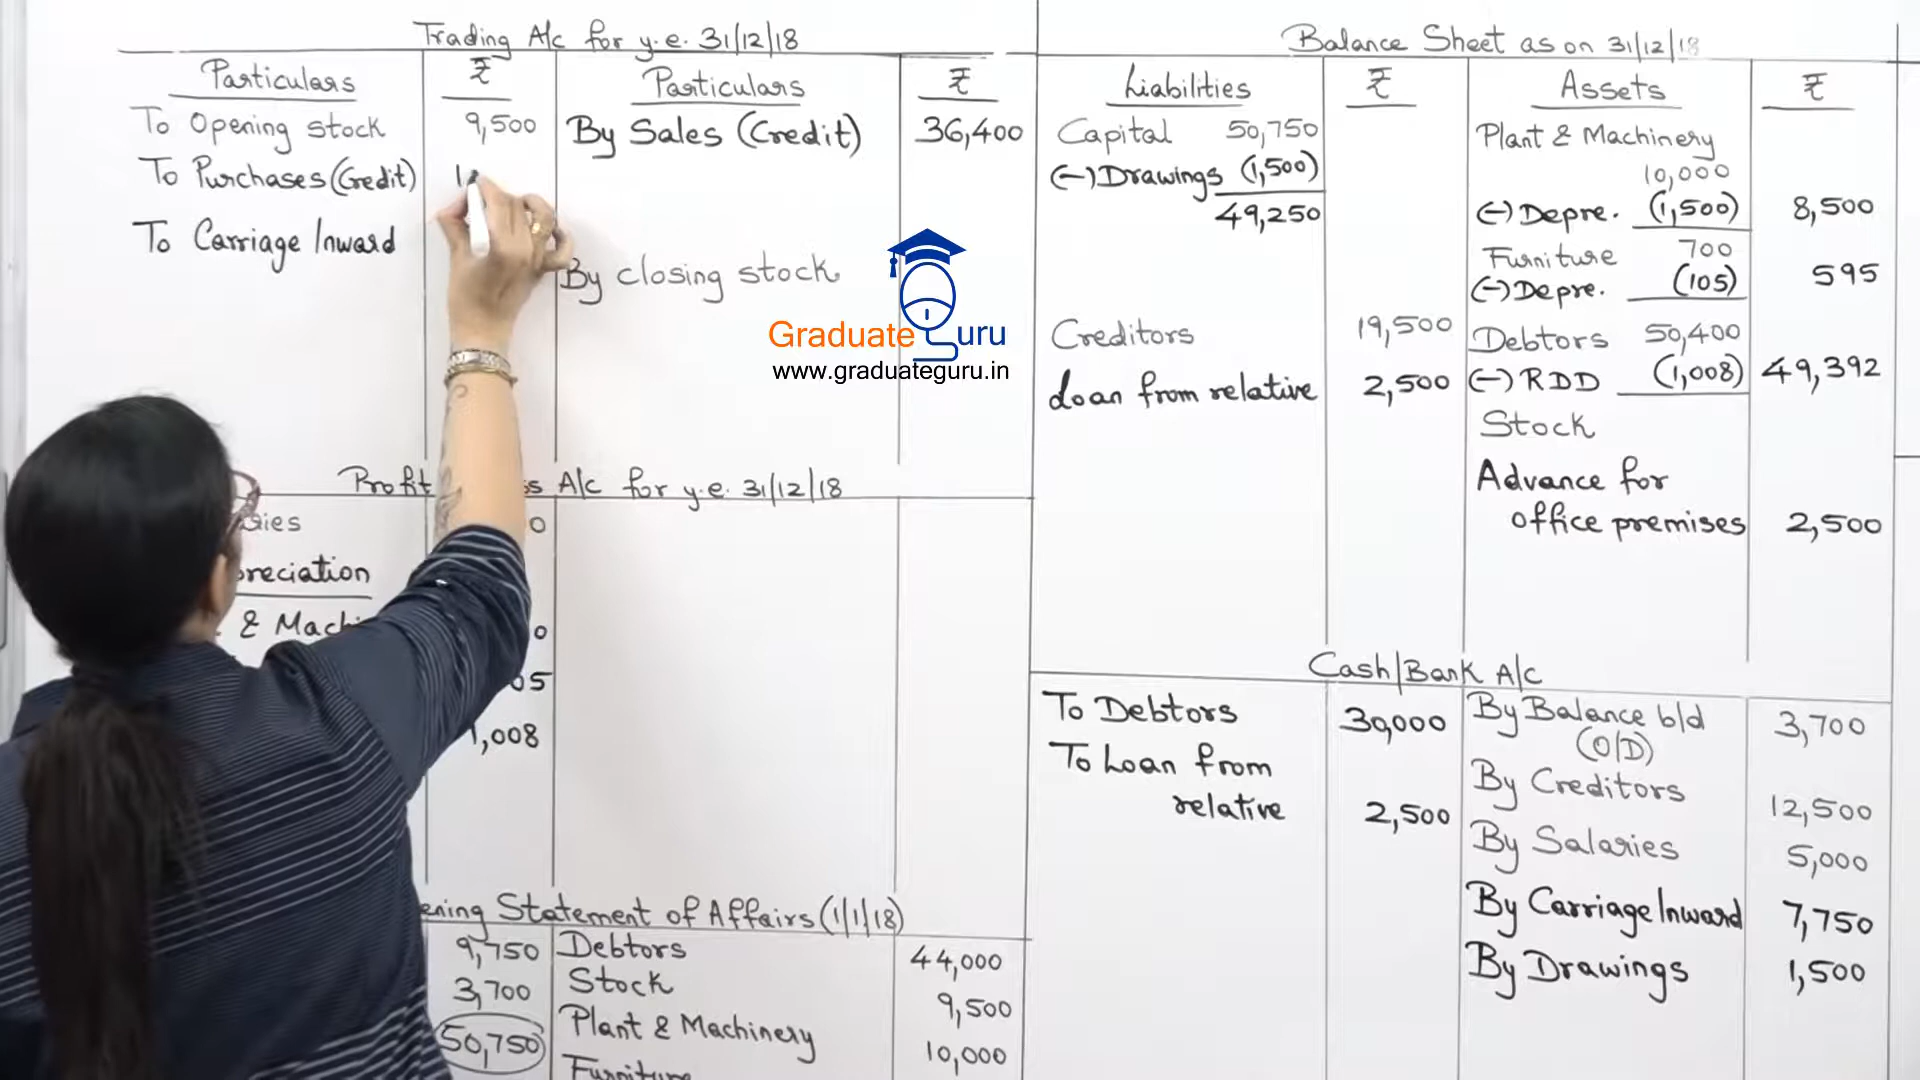 Trading A/c for y.e. 31/12/18
Particulars ₹ Particulars ₹
To Opening stock 9,500 By Sales (Credit) 36,400
To Purchases (Credit)
To Carriage Inward
By closing stock
Profit A/c for y.e. 31/12/18
1,008
Statement of Affairs (1/1/18)
9,750 Debtors 44,000
3,700 Stock 9,500
50,750 Plant & Machinery 10,000
Furniture
Balance Sheet as on 31/12/18
Liabilities ₹ Assets ₹
Capital 50,750 Plant & Machinery
10,000
(-) Drawings (1,500) (-) Depre. (1,500) 8,500
49,250
Furniture 700
(-) Depre. (105) 595
Creditors 19,500 Debtors 50,400
Loan from relative 2,500 (-) RDD (1,008) 49,392
Stock
Advance for
office premises 2,500
Cash/Bank A/c
To Debtors 30,000 By Balance b/d 3,700
(O/D)
To Loan from
relative 2,500
By Creditors 12,500
By Salaries 5,000
By Carriage Inward 7,750
By Drawings 1,500
Graduate Guru
www.graduateguru.in